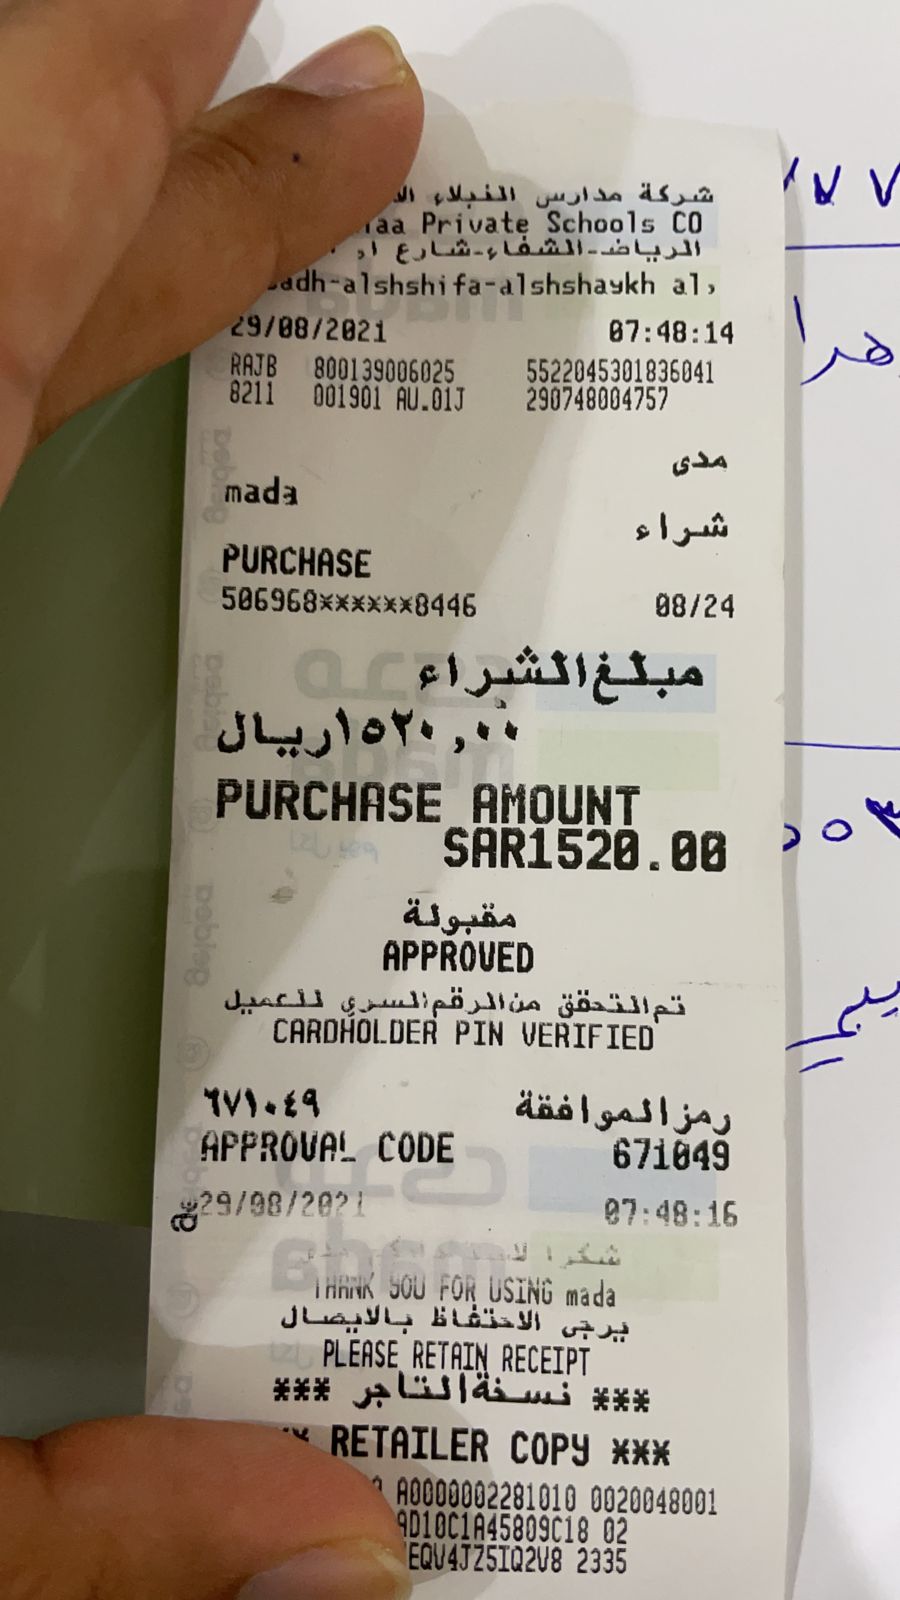 شركة مدارس النبلاء
Private Schools CO
الرياض-الشفاء-شارع
adh-alshshifa-alshshaykh al,
29/08/2021 07:48:14
RAJB 800139006025 5522045301836041
8211 001901 AU.01J 290748004757
مدى
mada
شراء
PURCHASE
506968******8446 08/24
مبلغ الشراء
١٥٢٠,٠٠ ريال
PURCHASE AMOUNT
SAR1520.00
مقبولة
APPROVED
تم التحقق من الرقم السري للعميل
CARDHOLDER PIN VERIFIED
رمز الموافقة ٦٧١٠٤٩
APPROVAL CODE 671049
29/08/2021 07:48:16
شكرا
THANK YOU FOR USING mada
يرجى الاحتفاظ بالايصال
PLEASE RETAIN RECEIPT
*** نسخة التاجر ***
RETAILER COPY ***
A0000002281010 0020048001
AD10C1A45809C18 02
EQV4JZ5IQ2V8 2335